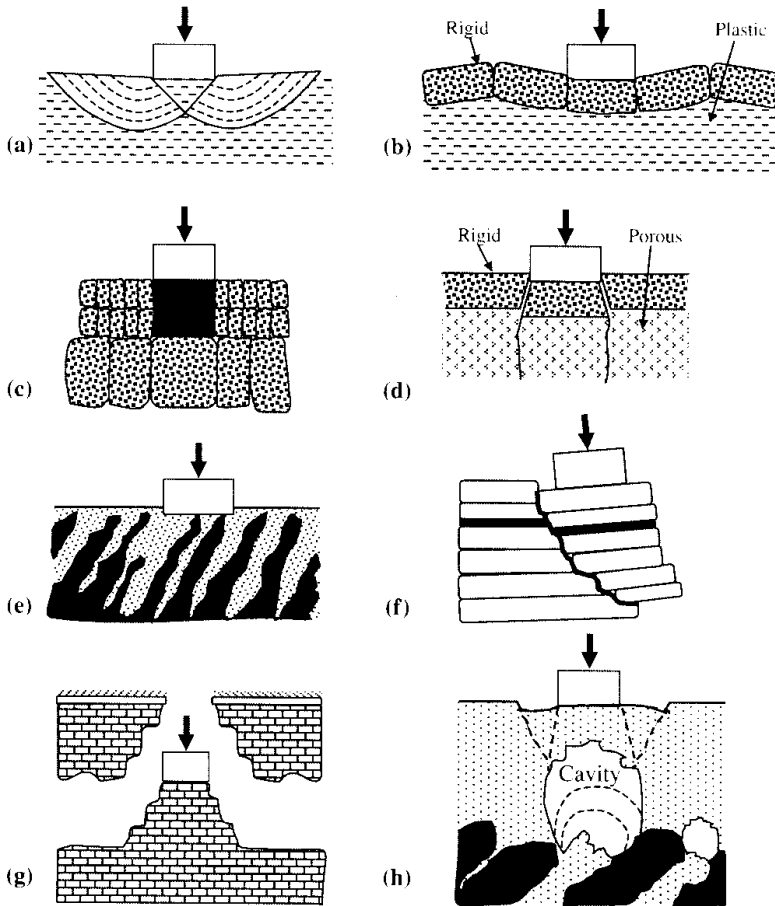 Rigid
Plastic
(a)
(b)
Rigid
Porous
(c)
(d)
(e)
(f)
Cavity
(g)
(h)